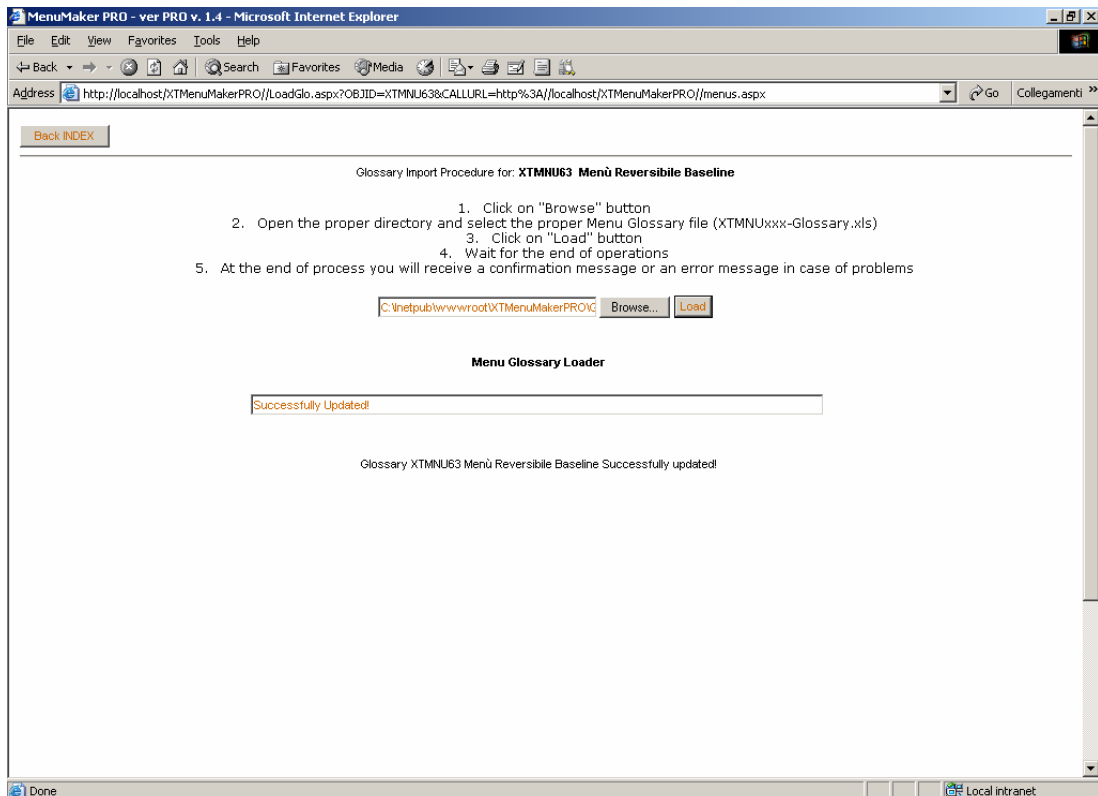 MenuMaker PRO - ver PRO v. 1.4 - Microsoft Internet Explorer
File Edit View Favorites Tools Help
Back Search Favorites Media
Address http://localhost/XTMenuMakerPRO//LoadGlo.aspx?OBJID=XTMNU63&CALLURL=http%3A//localhost/XTMenuMakerPRO//menus.aspx Go Collegamenti »
Back INDEX
Glossary Import Procedure for: XTMNU63 Menù Reversibile Baseline
1. Click on "Browse" button
2. Open the proper directory and select the proper Menu Glossary file (XTMNUxxx-Glossary.xls)
3. Click on "Load" button
4. Wait for the end of operations
5. At the end of process you will receive a confirmation message or an error message in case of problems
C:\Inetpub\wwwroot\XTMenuMakerPRO\G Browse... Load
Menu Glossary Loader
Successfully Updated!
Glossary XTMNU63 Menù Reversibile Baseline Successfully updated!
Done Local intranet